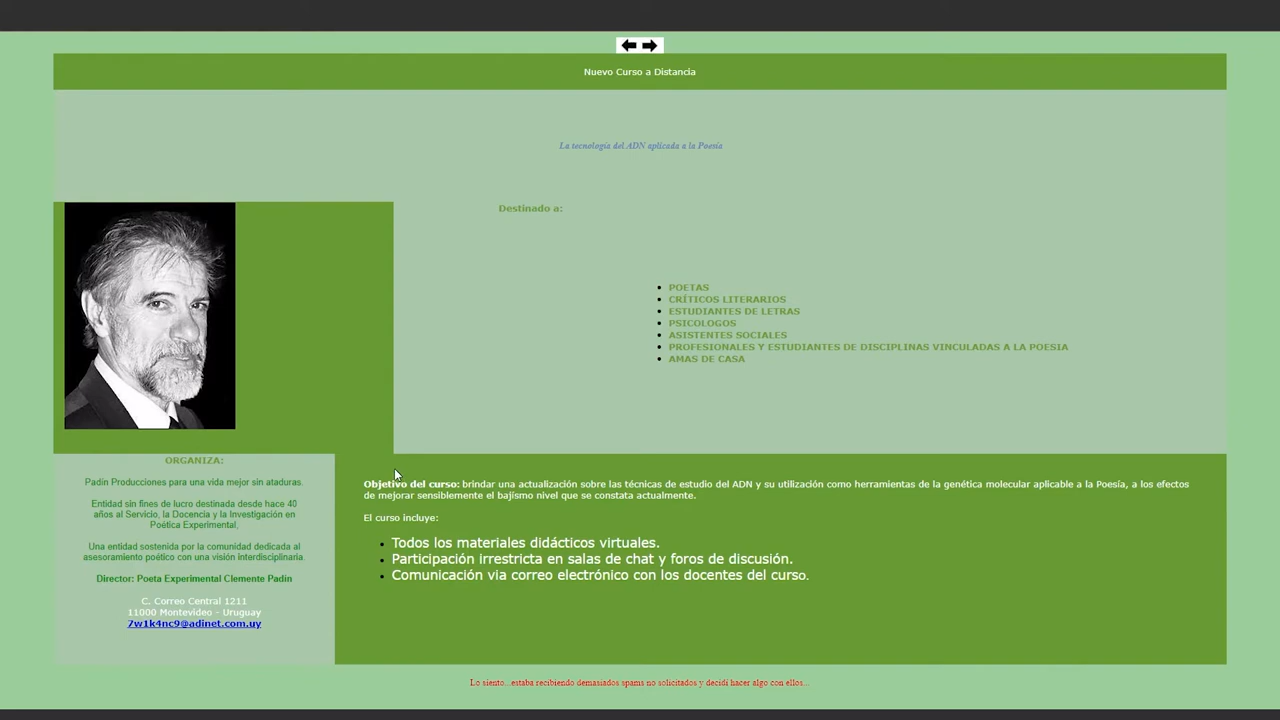 Nuevo Curso a Distancia
La tecnología del ADN aplicada a la Poesía
Destinado a:
POETAS
CRÍTICOS LITERARIOS
ESTUDIANTES DE LETRAS
PSICOLOGOS
ASISTENTES SOCIALES
PROFESIONALES Y ESTUDIANTES DE DISCIPLINAS VINCULADAS A LA POESIA
AMAS DE CASA
ORGANIZA:
Padín Producciones para una vida mejor sin ataduras.
Entidad sin fines de lucro destinada desde hace 40
años al Servicio, la Docencia y la Investigación en
Poética Experimental,
Una entidad sostenida por la comunidad dedicada al
asesoramiento poético con una visión interdisciplinaria.
Director: Poeta Experimental Clemente Padín
C. Correo Central 1211
11000 Montevideo - Uruguay
7w1k4nc9@adinet.com.uy
Objetivo del curso: brindar una actualización sobre las técnicas de estudio del ADN y su utilización como herramientas de la genética molecular aplicable a la Poesía, a los efectos
de mejorar sensiblemente el bajísmo nivel que se constata actualmente.
El curso incluye:
Todos los materiales didácticos virtuales.
Participación irrestricta en salas de chat y foros de discusión.
Comunicación via correo electrónico con los docentes del curso.
Lo siento...estaba recibiendo demasiados spams no solicitados y decidí hacer algo con ellos...